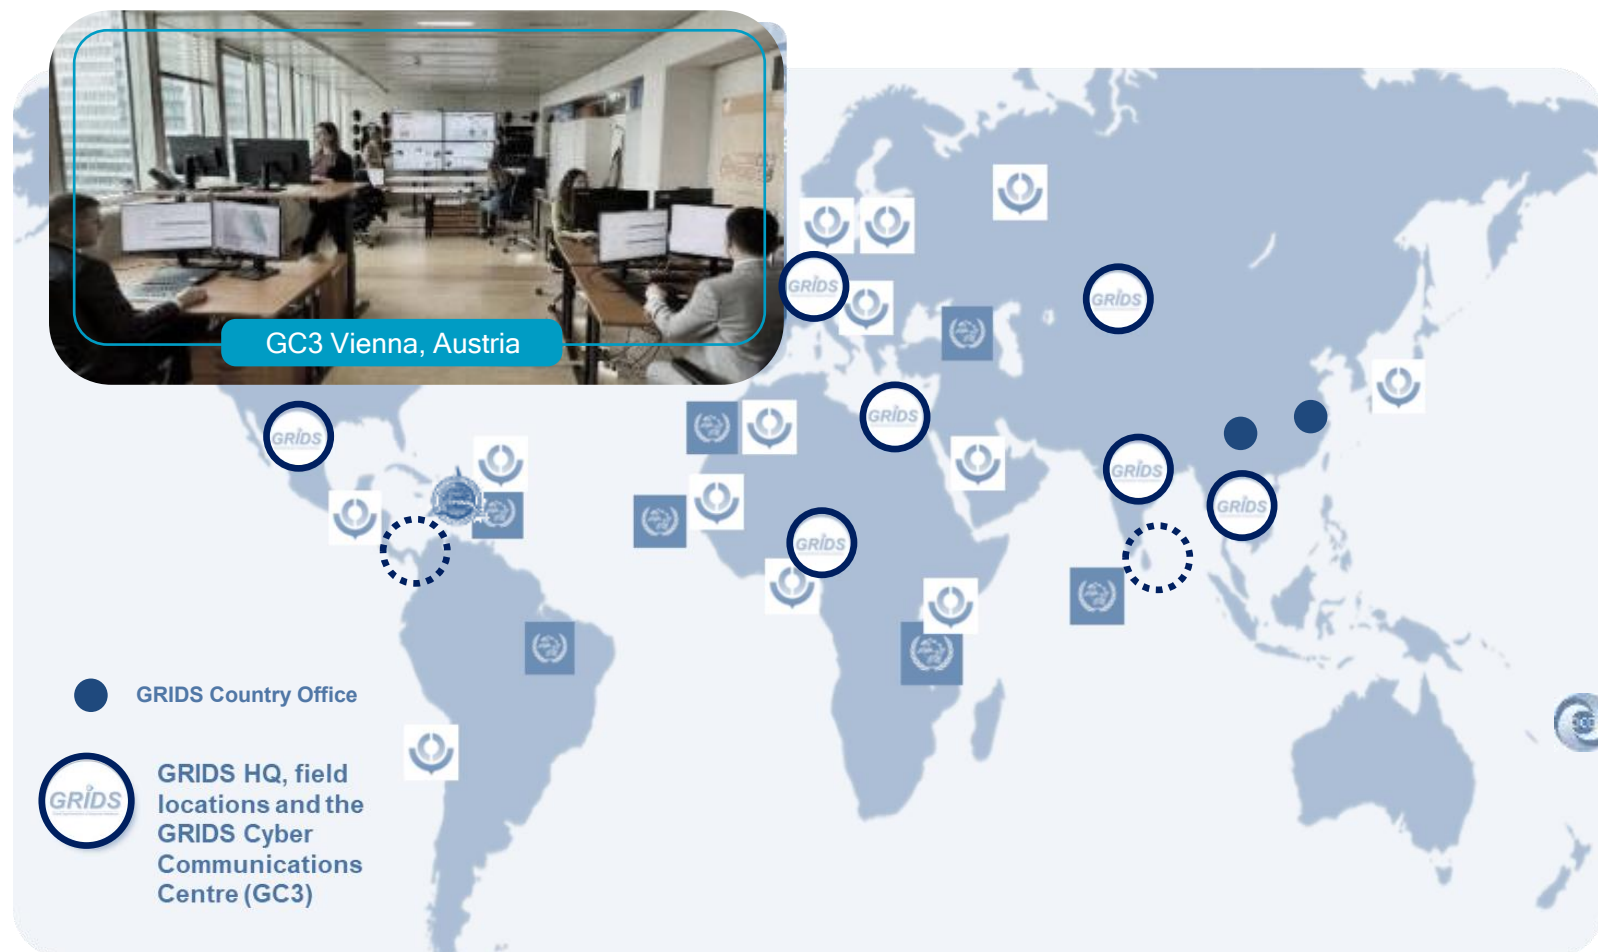 GC3 Vienna, Austria
GRIDS
GRIDS
GRIDS
GRIDS
GRIDS
GRIDS
GRIDS
GRIDS Country Office
GRIDS
GRIDS HQ, field
locations and the
GRIDS Cyber
Communications
Centre (GC3)